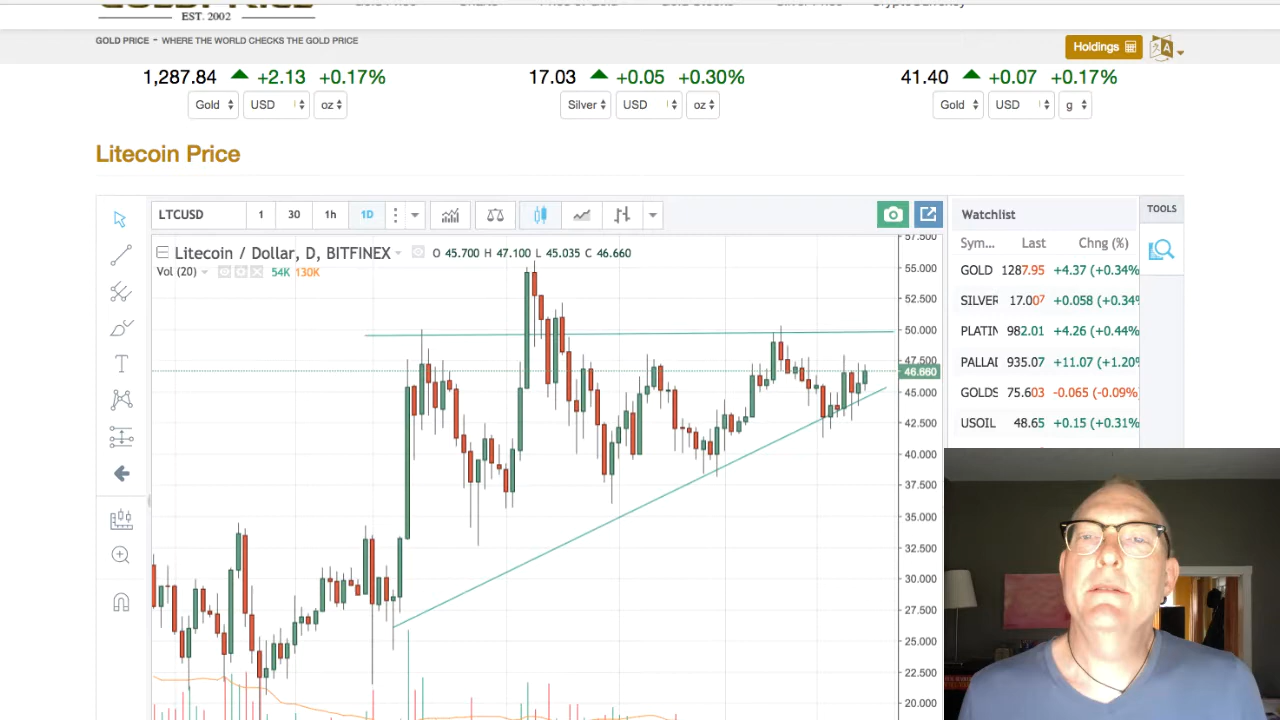 EST. 2002
GOLD PRICE - WHERE THE WORLD CHECKS THE GOLD PRICE
Holdings
1,287.84 +2.13 +0.17% 17.03 +0.05 +0.30% 41.40 +0.07 +0.17%
Gold USD oz Silver USD oz Gold USD g
Litecoin Price
LTCUSD 1 30 1h 1D
Watchlist
TOOLS
Litecoin / Dollar, D, BITFINEX O 45.700 H 47.100 L 45.035 C 46.660
Vol (20) 54K 130K
Sym... Last Chng (%)
GOLD 1287.95 +4.37 (+0.34%
SILVER 17.007 +0.058 (+0.34%
PLATIN 982.01 +4.26 (+0.44%
PALLAD 935.07 +11.07 (+1.20%
GOLDS 75.603 -0.065 (-0.09%)
USOIL 48.65 +0.15 (+0.31%
57.500
55.000
52.500
50.000
47.500
46.660
45.000
42.500
40.000
37.500
35.000
32.500
30.000
27.500
25.000
22.500
20.000